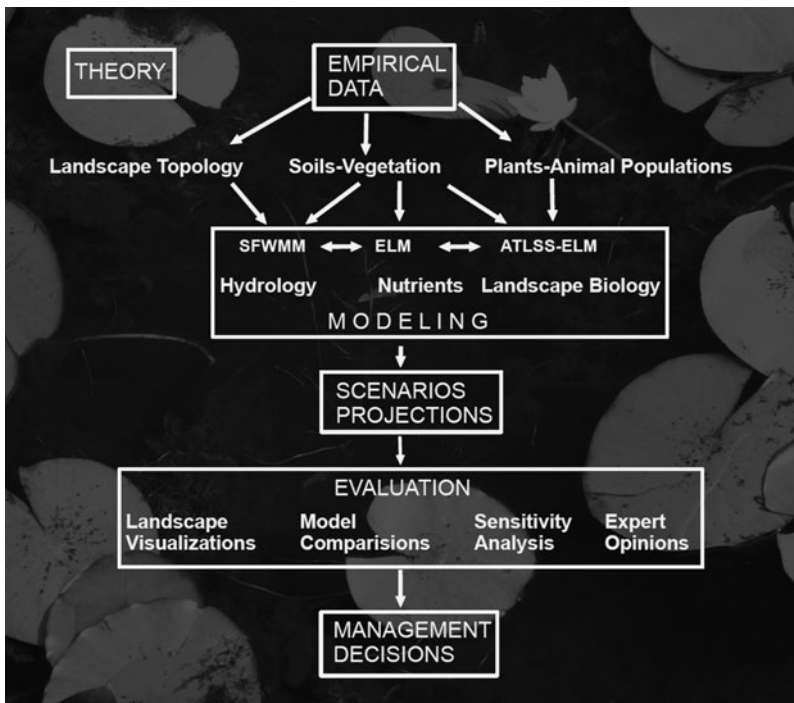 THEORY
EMPIRICAL
DATA
Landscape Topology
Soils-Vegetation
Plants-Animal Populations
SFWMM
ELM
ATLSS-ELM
Hydrology
Nutrients
Landscape Biology
MODELING
SCENARIOS
PROJECTIONS
EVALUATION
Landscape
Visualizations
Model
Comparisions
Sensitivity
Analysis
Expert
Opinions
MANAGEMENT
DECISIONS